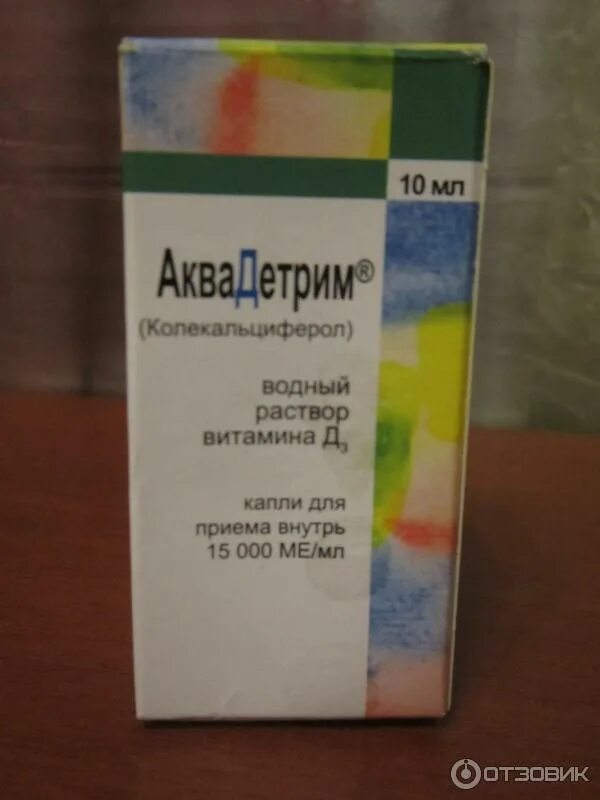 10 мл
АкваДетрим®
(Колекальциферол)
водный
раствор
витамина Д₃
капли для
приема внутрь
15 000 МЕ/мл
ОТЗОВИК